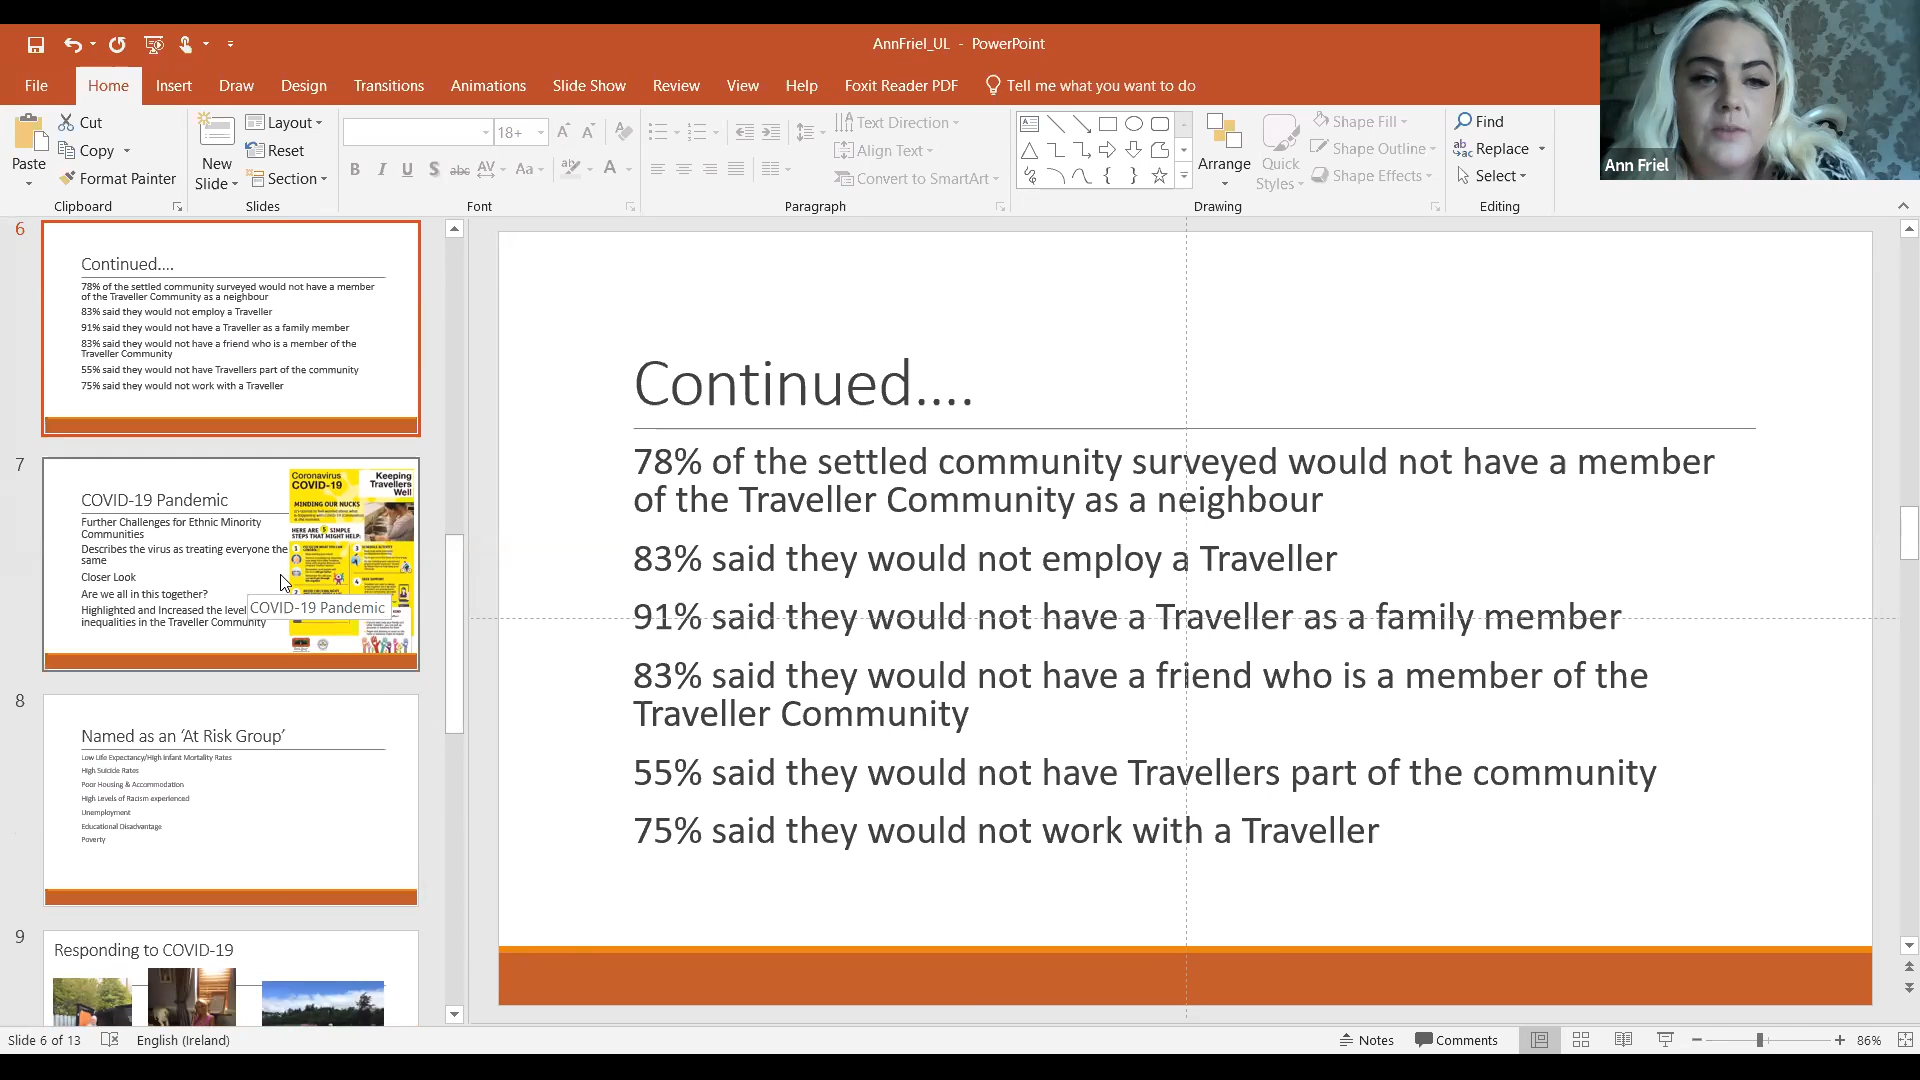 AnnFriel_UL - PowerPoint
File Home Insert Draw Design Transitions Animations Slide Show Review View Help Foxit Reader PDF Tell me what you want to do
Paste
Cut
Copy
Format Painter
Clipboard
New
Slide
Layout
Reset
Section
Slides
18+
Font
Text Direction
Align Text
Convert to SmartArt
Paragraph
Arrange
Quick
Styles
Shape Fill
Shape Outline
Shape Effects
Drawing
Find
Replace
Select
Editing
Ann Friel
6
Continued....
78% of the settled community surveyed would not have a member
of the Traveller Community as a neighbour
83% said they would not employ a Traveller
91% said they would not have a Traveller as a family member
83% said they would not have a friend who is a member of the
Traveller Community
55% said they would not have Travellers part of the community
75% said they would not work with a Traveller
7
COVID-19 Pandemic
Further Challenges for Ethnic Minority
Communities
Describes the virus as treating everyone the
same
Closer Look
Are we all in this together?
Highlighted and Increased the level
inequalities in the Traveller Community
Coronavirus
COVID-19
Keeping
Travellers
Well
MINDING OUR NUCKS
HERE ARE 5 SIMPLE
STEPS THAT MIGHT HELP:
COVID-19 Pandemic
8
Named as an ‘At Risk Group’
Low Life Expectancy/High Infant Mortality Rates
High Suicide Rates
Poor Housing & Accommodation
High Levels of Racism experienced
Unemployment
Educational Disadvantage
Poverty
9
Responding to COVID-19
Continued....
78% of the settled community surveyed would not have a member
of the Traveller Community as a neighbour
83% said they would not employ a Traveller
91% said they would not have a Traveller as a family member
83% said they would not have a friend who is a member of the
Traveller Community
55% said they would not have Travellers part of the community
75% said they would not work with a Traveller
Slide 6 of 13 English (Ireland) Notes Comments 86%